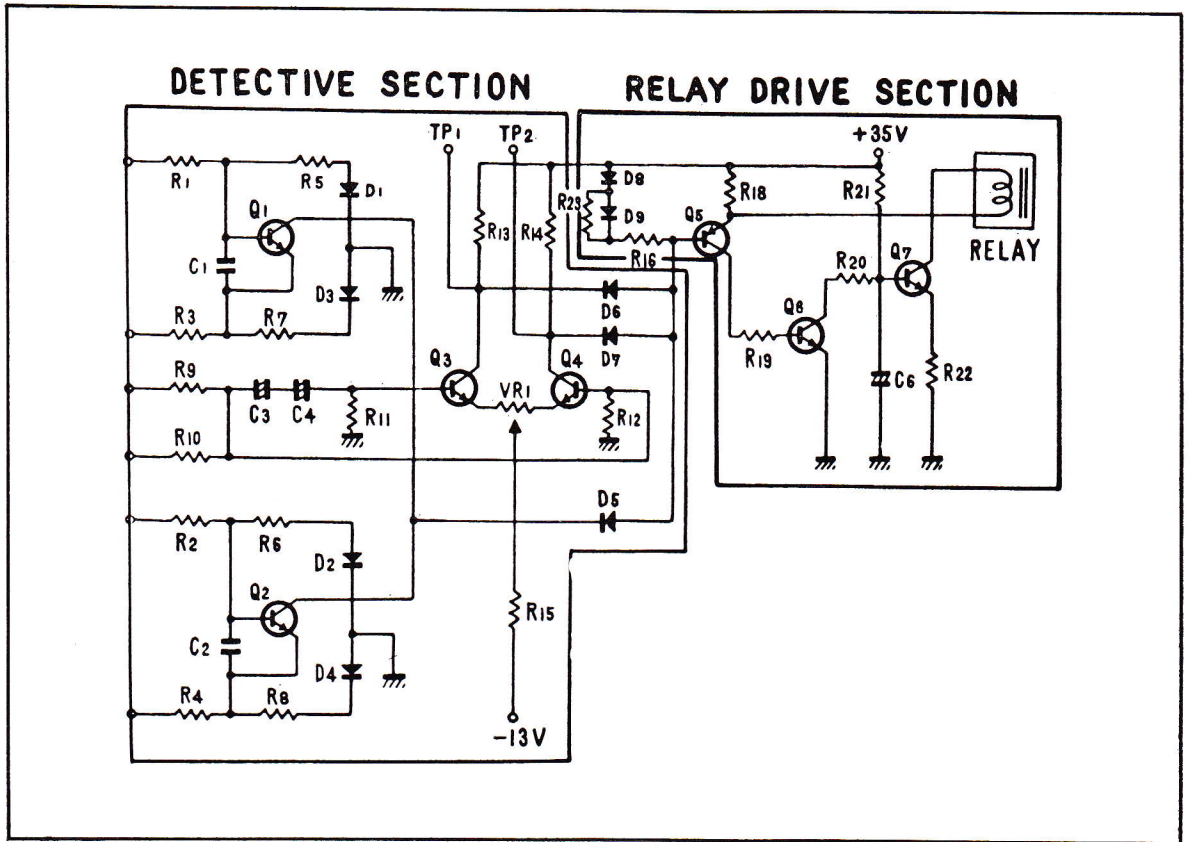 DETECTIVE SECTION
RELAY DRIVE SECTION
TP1
TP2
+35V
R1
R5
D1
D8
R18
R21
Q1
R23
D9
Q5
R13
R14
R16
RELAY
C1
D3
R20
Q7
D6
Q6
R3
R7
D7
R19
R9
Q3
Q4
VR1
C6
R22
C3
C4
R11
R12
R10
D5
R2
R6
D2
Q2
R15
C2
D4
R4
R8
-13V